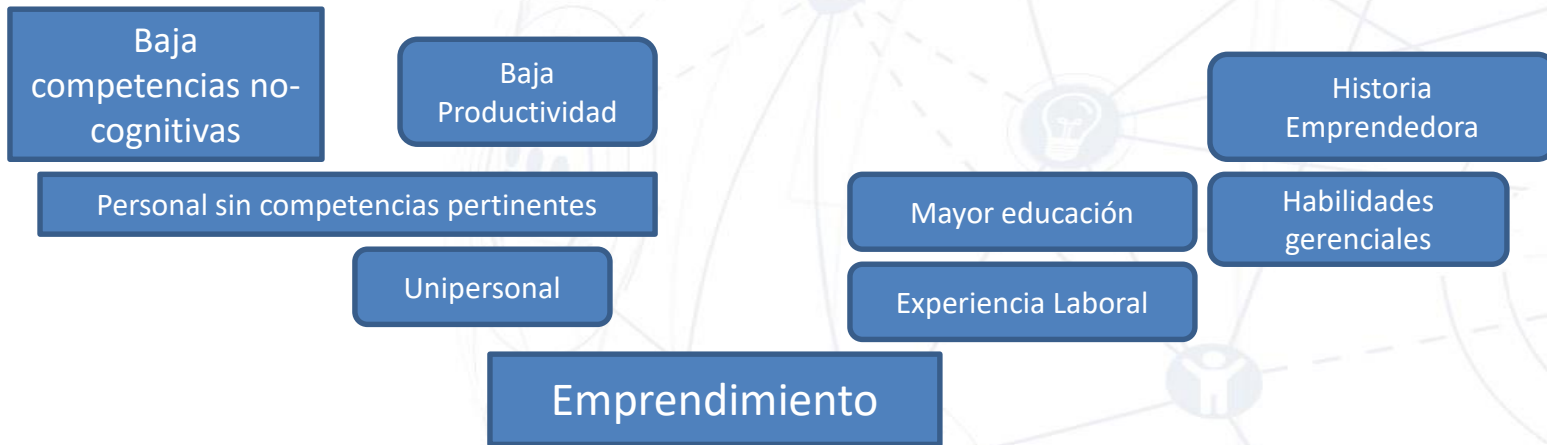 Baja
competencias no-
cognitivas
Baja
Productividad
Historia
Emprendedora
Personal sin competencias pertinentes
Mayor educación
Habilidades
gerenciales
Unipersonal
Experiencia Laboral
Emprendimiento